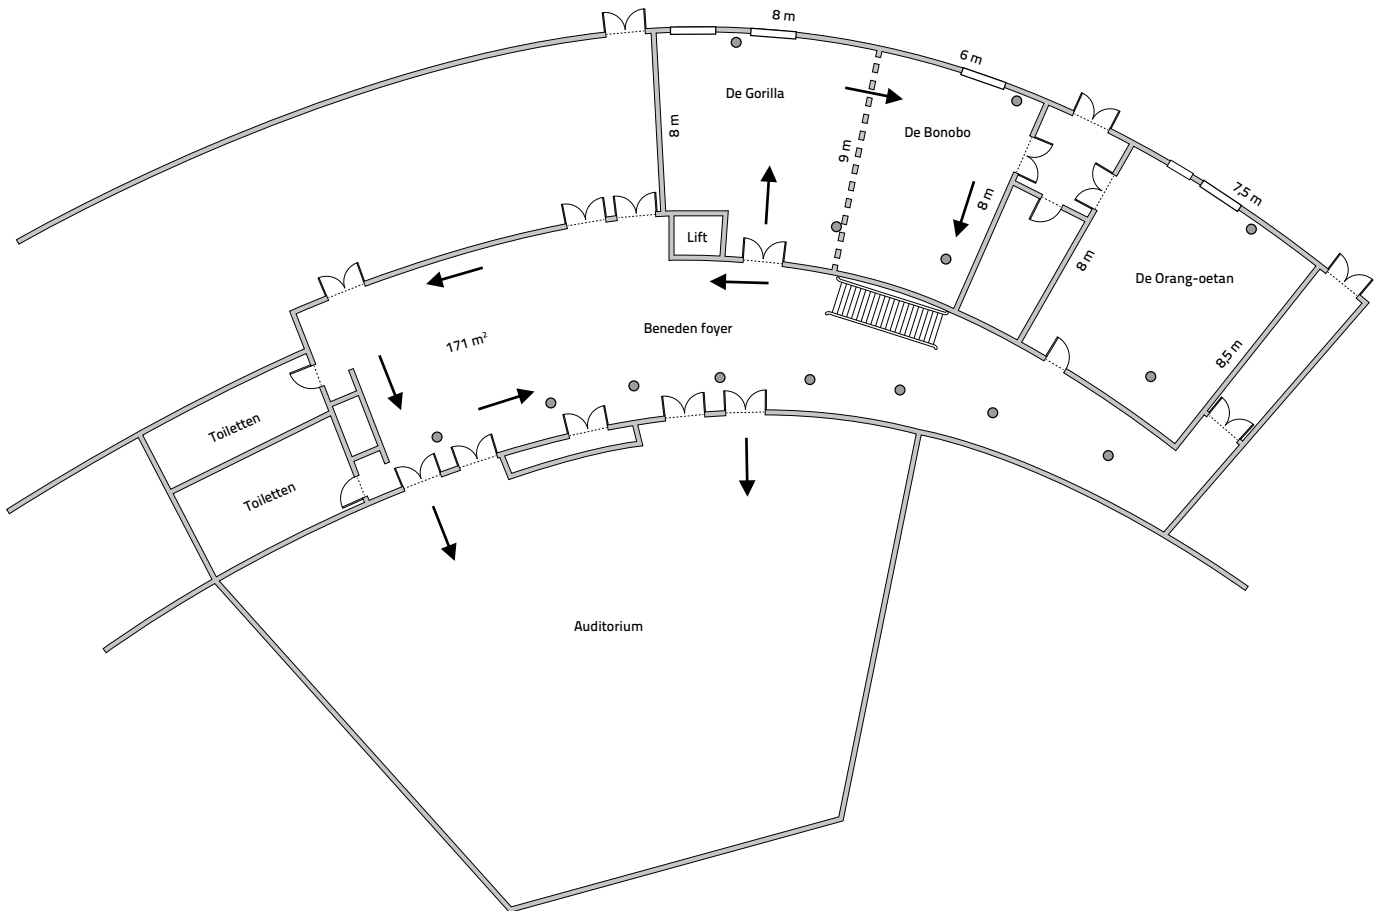 8 m
6 m
De Gorilla
De Bonobo
8 m
9 m
8 m
7,5 m
Lift
8 m
De Orang-oetan
Beneden foyer
171 m²
8,5 m
Toiletten
Toiletten
Auditorium